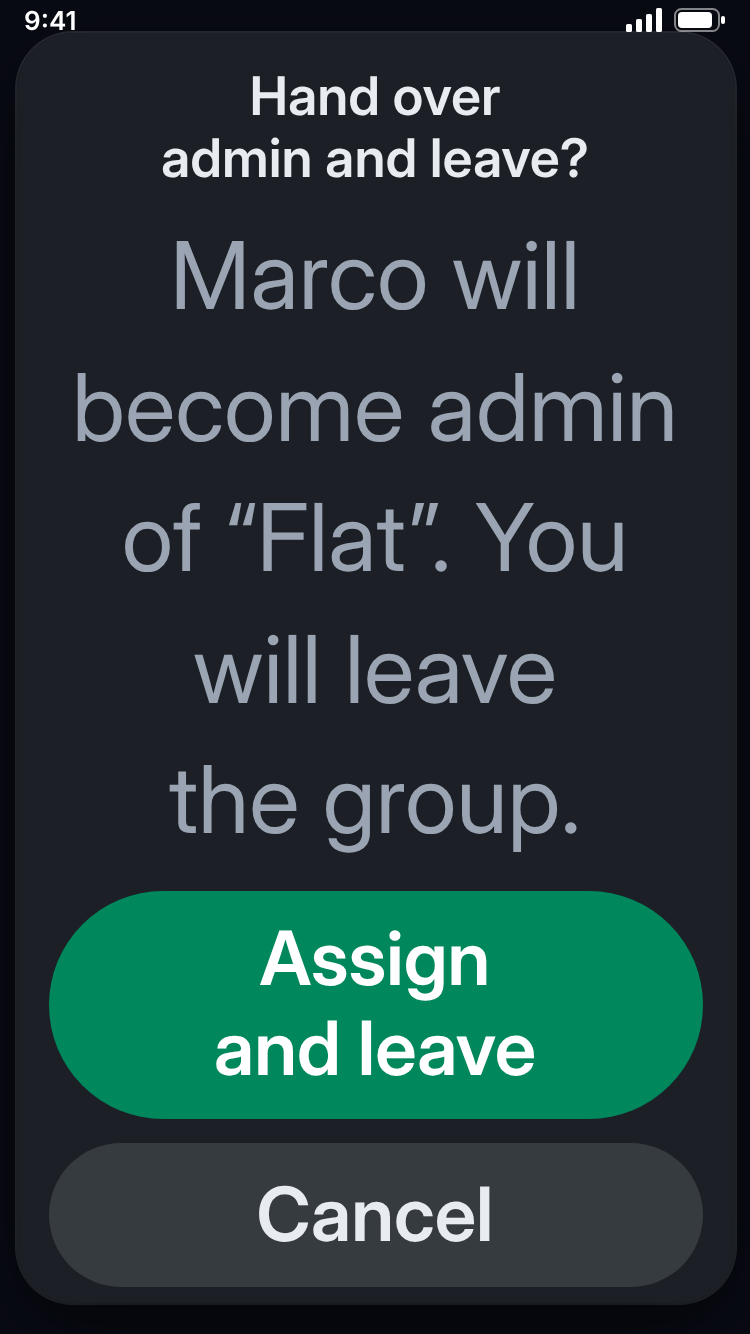 9:41
Hand over
admin and leave?
Marco will
become admin
of “Flat”. You
will leave
the group.
Assign
and leave
Cancel